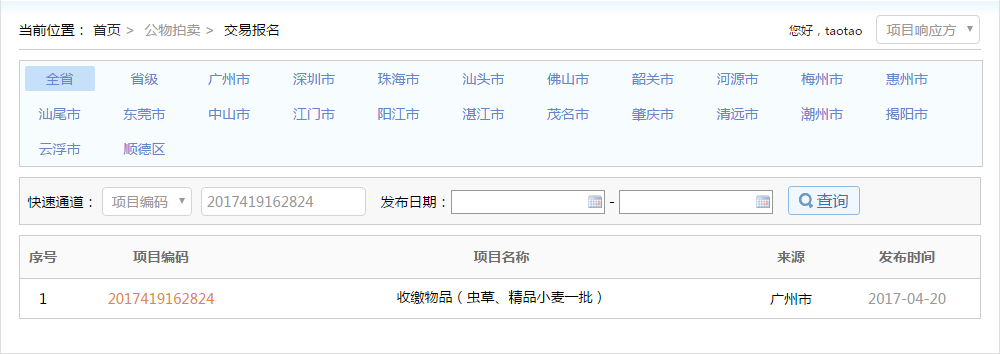 当前位置： 首页 > 公物拍卖 > 交易报名
您好，taotao 项目响应方
全省 省级 广州市 深圳市 珠海市 汕头市 佛山市 韶关市 河源市 梅州市 惠州市
汕尾市 东莞市 中山市 江门市 阳江市 湛江市 茂名市 肇庆市 清远市 潮州市 揭阳市
云浮市 顺德区
快速通道： 项目编码 2017419162824 发布日期： - 查询
序号 项目编码 项目名称 来源 发布时间
1 2017419162824 收缴物品（虫草、精品小麦一批） 广州市 2017-04-20